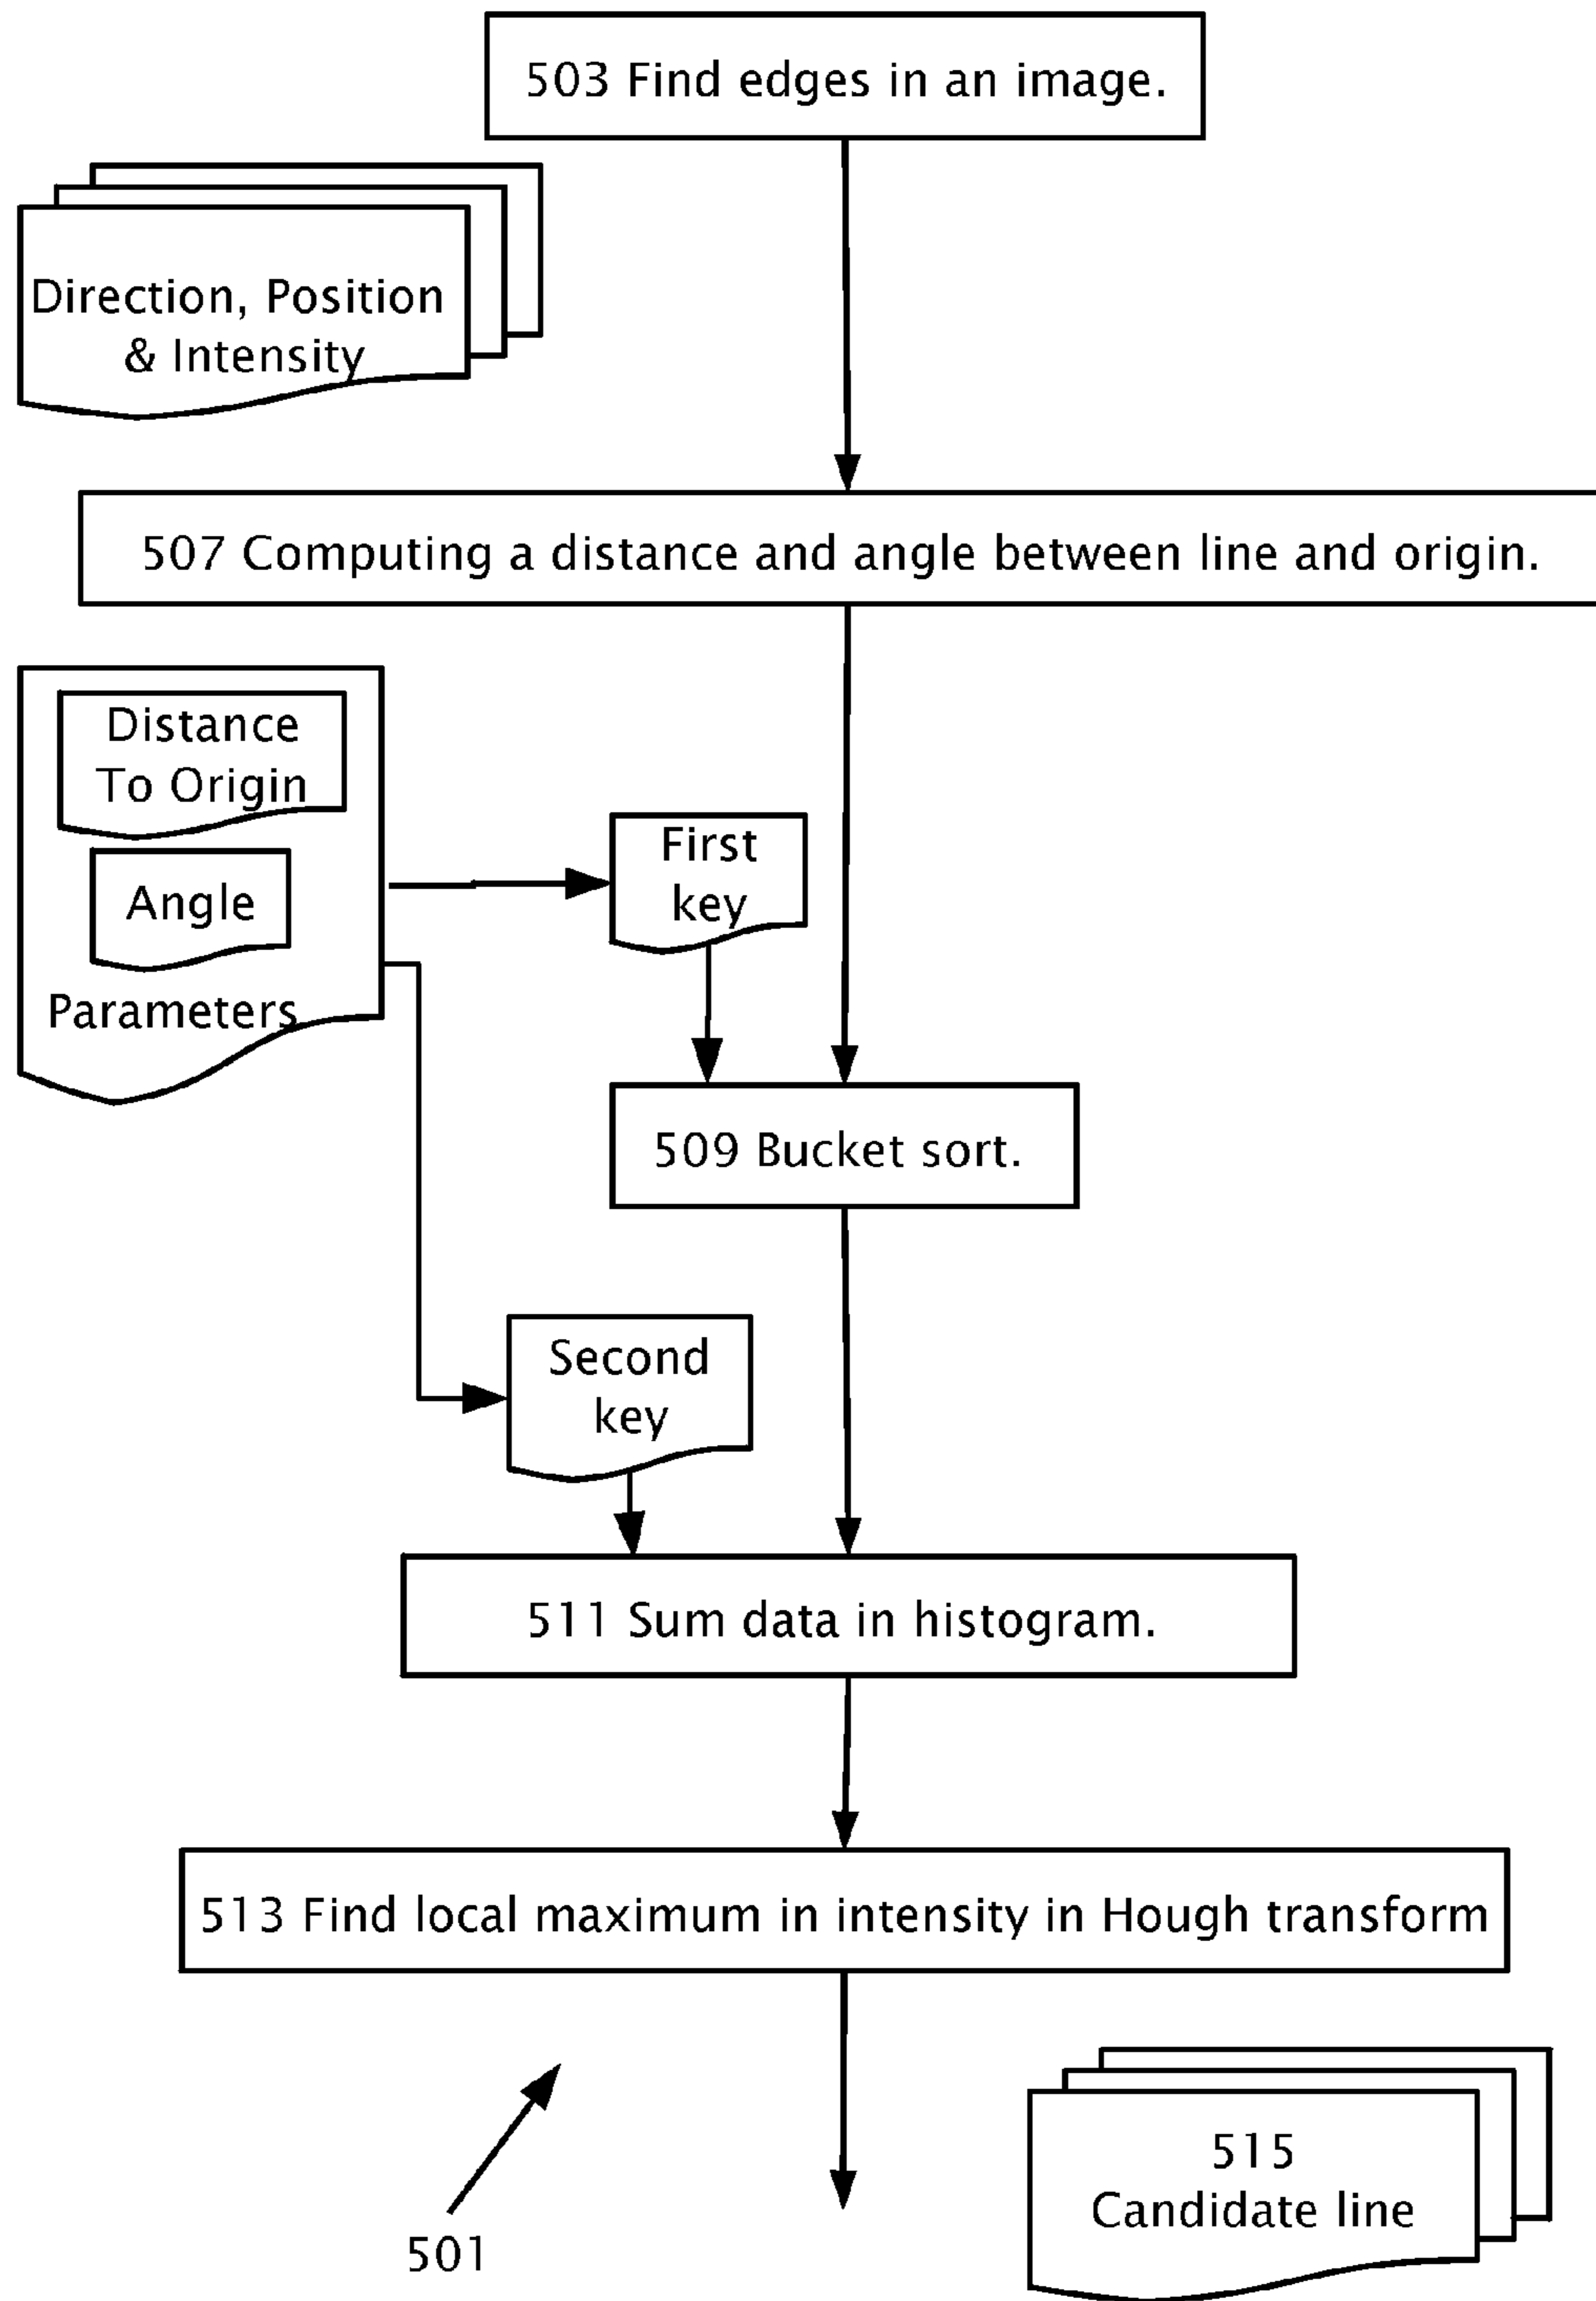 503 Find edges in an image.
Direction, Position
& Intensity
507 Computing a distance and angle between line and origin.
Distance
To Origin
Angle
Parameters
First
key
509 Bucket sort.
Second
key
511 Sum data in histogram.
513 Find local maximum in intensity in Hough transform
501
515
Candidate line